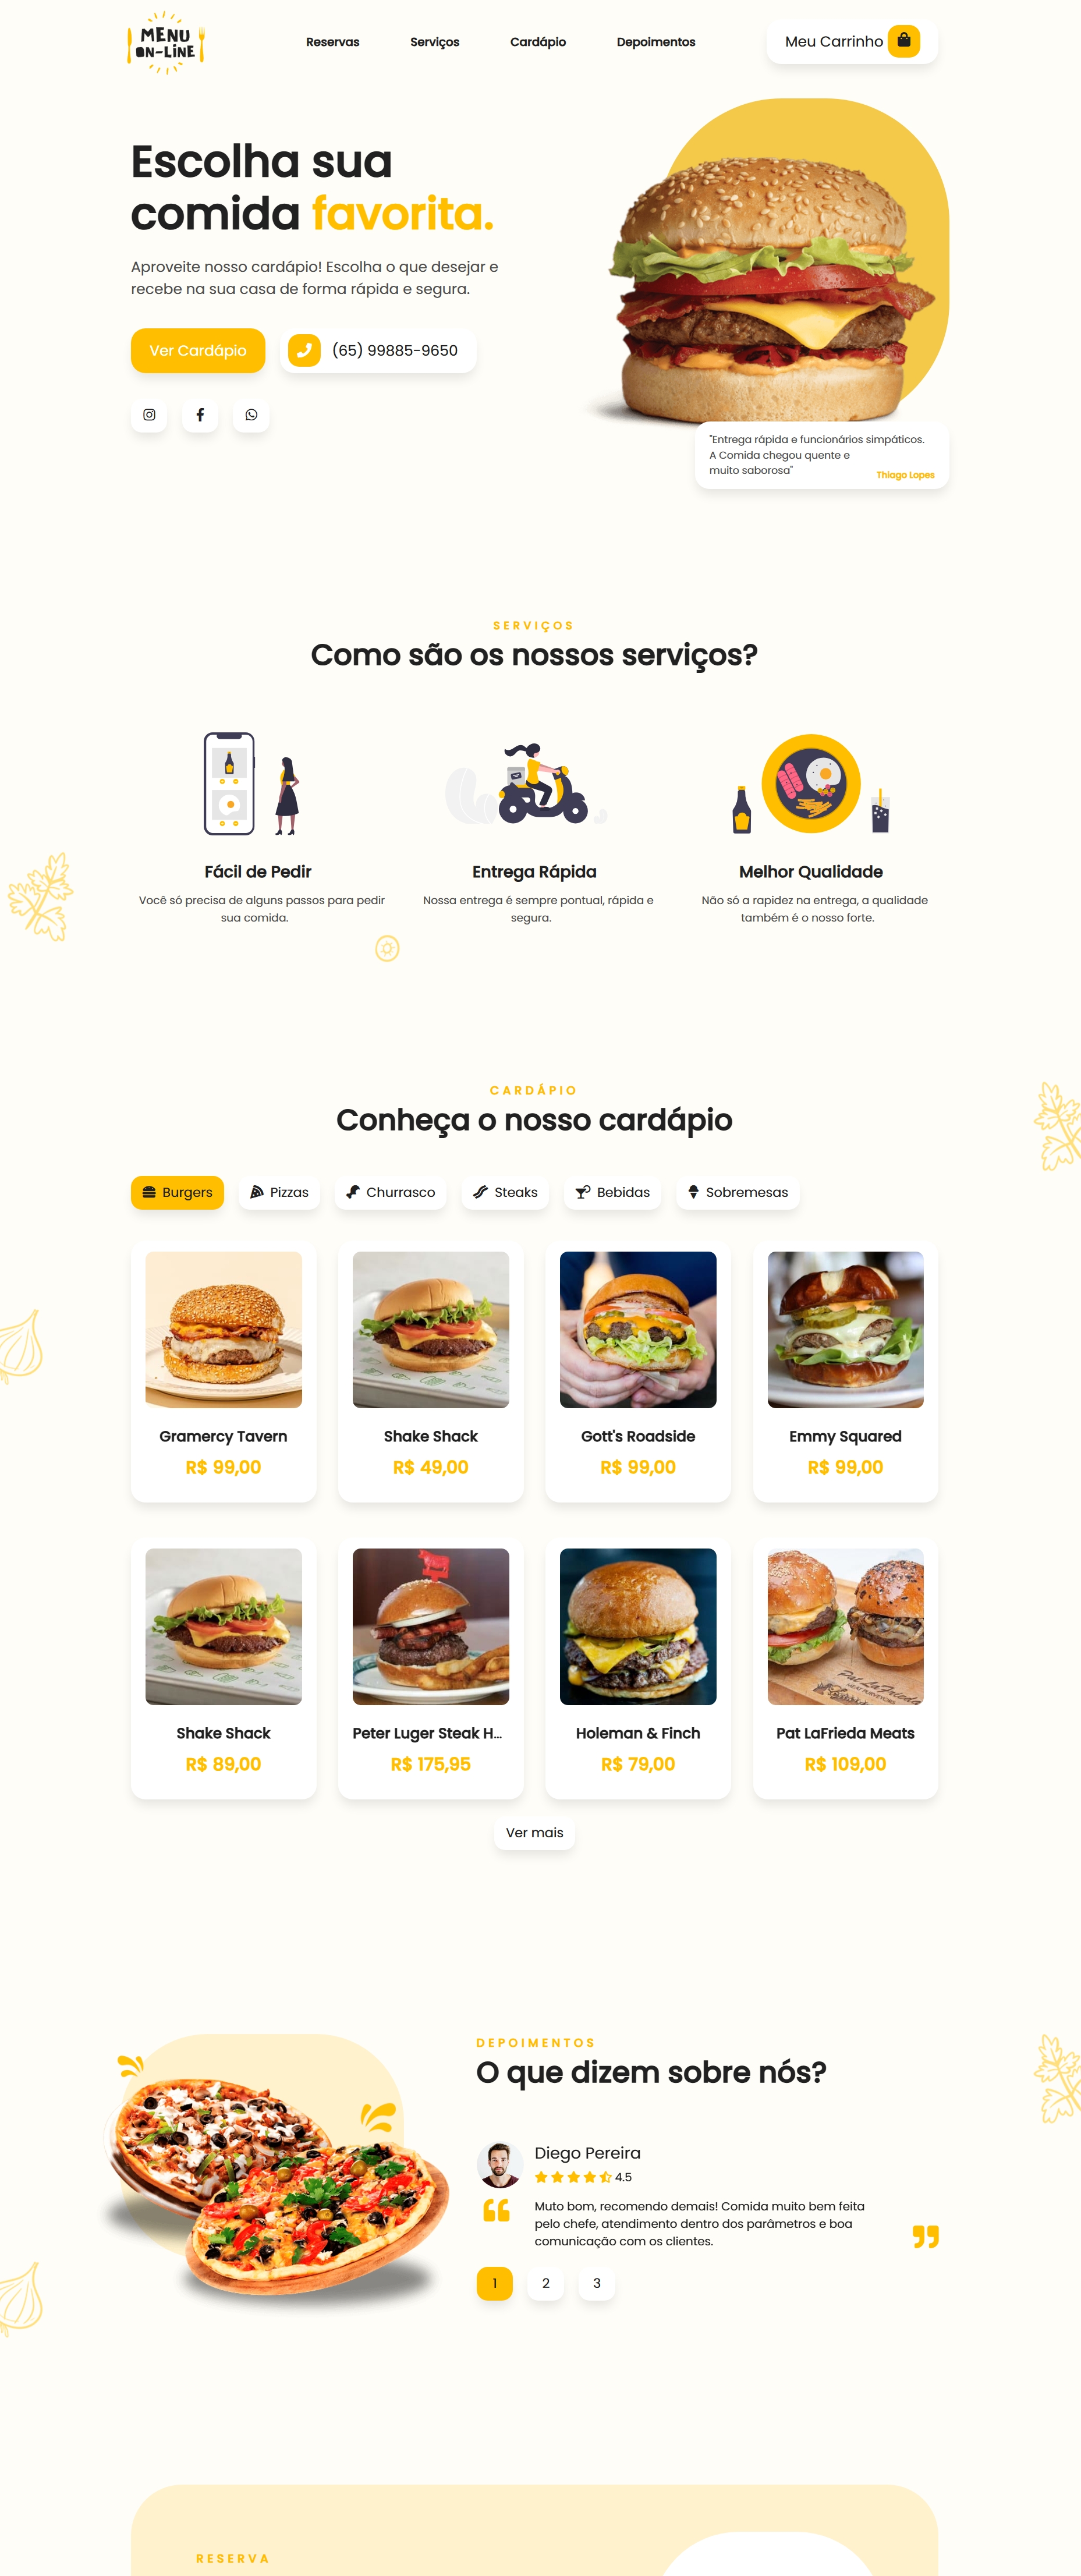 MENU
ON-LINE
Reservas
Serviços
Cardápio
Depoimentos
Meu Carrinho
Escolha sua
comida favorita.
Aproveite nosso cardápio! Escolha o que desejar e
recebe na sua casa de forma rápida e segura.
Ver Cardápio
(65) 99885-9650
"Entrega rápida e funcionários simpáticos.
A Comida chegou quente e
muito saborosa"
Thiago Lopes
SERVIÇOS
Como são os nossos serviços?
Fácil de Pedir
Você só precisa de alguns passos para pedir
sua comida.
Entrega Rápida
Nossa entrega é sempre pontual, rápida e
segura.
Melhor Qualidade
Não só a rapidez na entrega, a qualidade
também é o nosso forte.
CARDÁPIO
Conheça o nosso cardápio
Burgers
Pizzas
Churrasco
Steaks
Bebidas
Sobremesas
Gramercy Tavern
R$ 99,00
Shake Shack
R$ 49,00
Gott's Roadside
R$ 99,00
Emmy Squared
R$ 99,00
Shake Shack
R$ 89,00
Peter Luger Steak H...
R$ 175,95
Holeman & Finch
R$ 79,00
Pat LaFrieda
Pat LaFrieda Meats
R$ 109,00
Ver mais
DEPOIMENTOS
O que dizem sobre nós?
Diego Pereira
4.5
Muto bom, recomendo demais! Comida muito bem feita
pelo chefe, atendimento dentro dos parâmetros e boa
comunicação com os clientes.
1
2
3
RESERVA